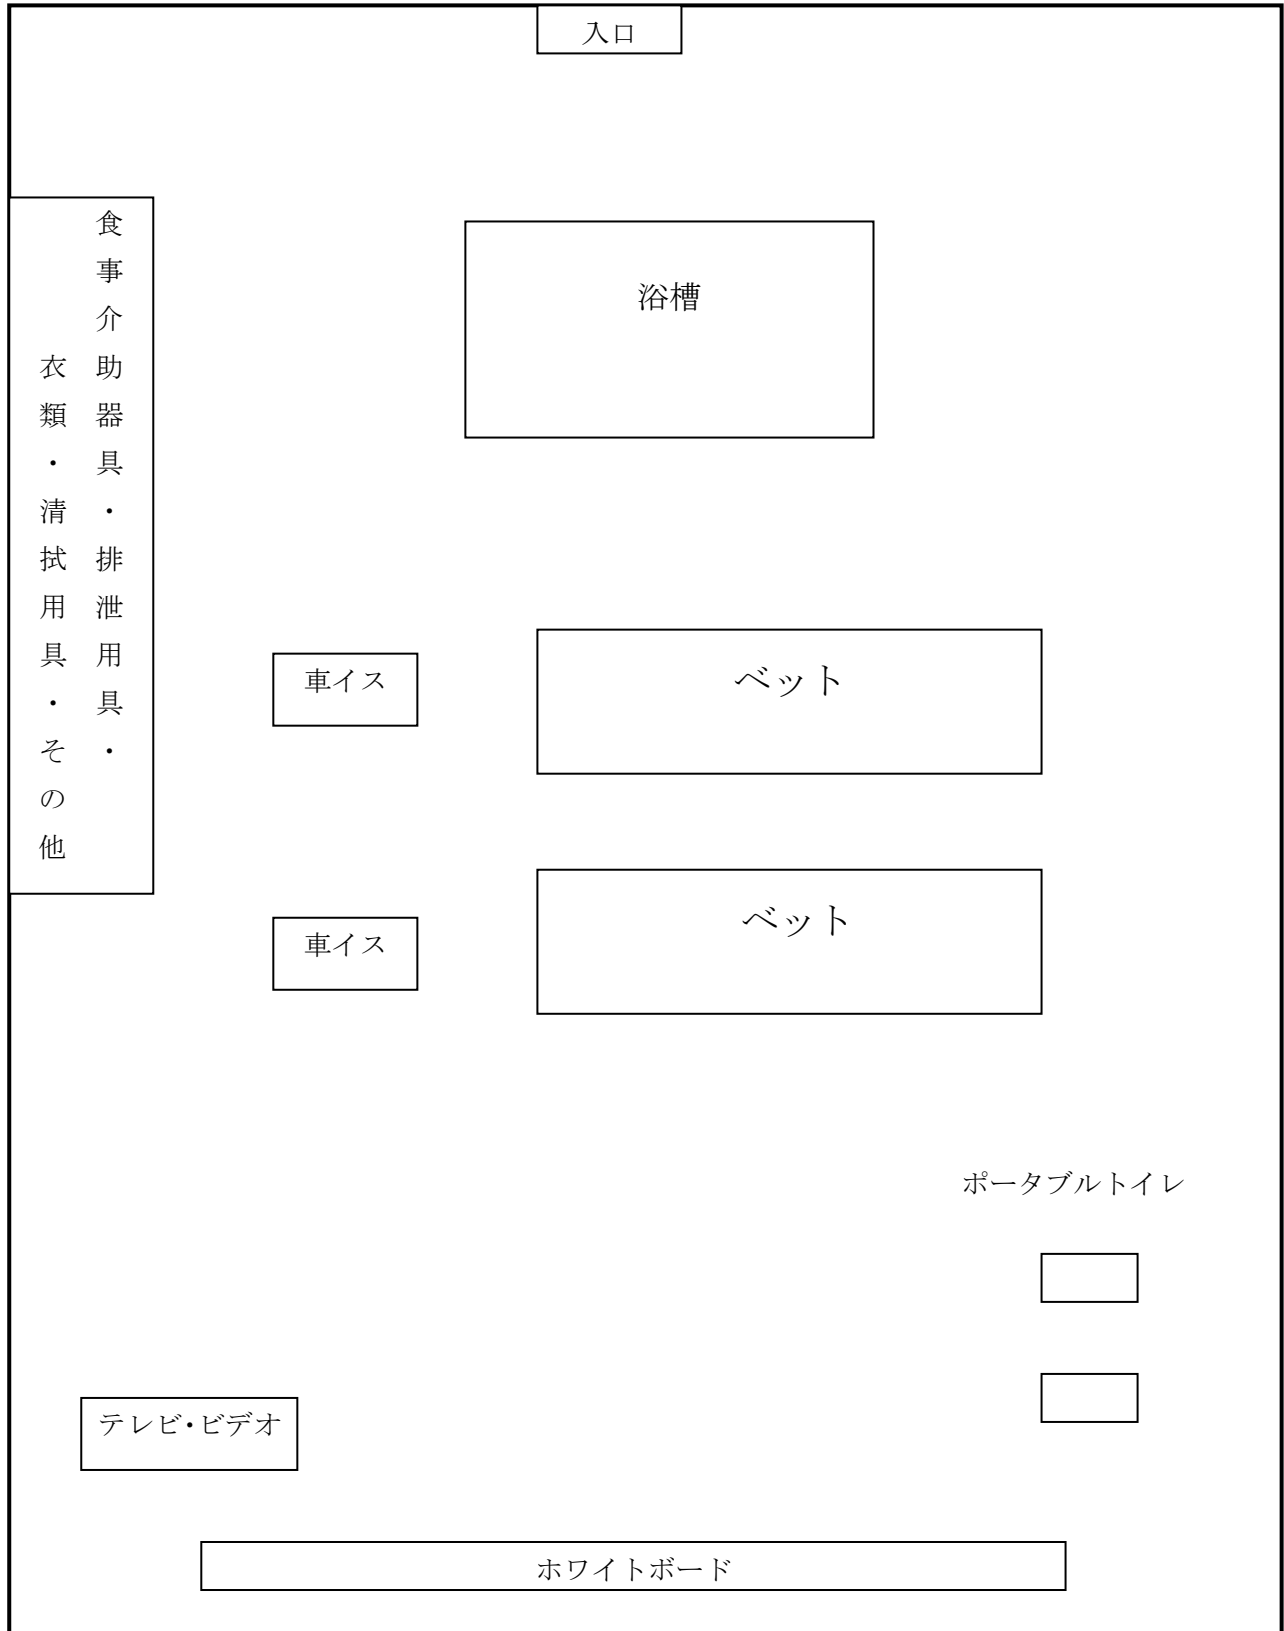 入口
浴槽
食事介助器具・排泄用具・
衣類・清拭用具・その他
車イス
ベット
車イス
ベット
ポータブルトイレ
テレビ・ビデオ
ホワイトボード